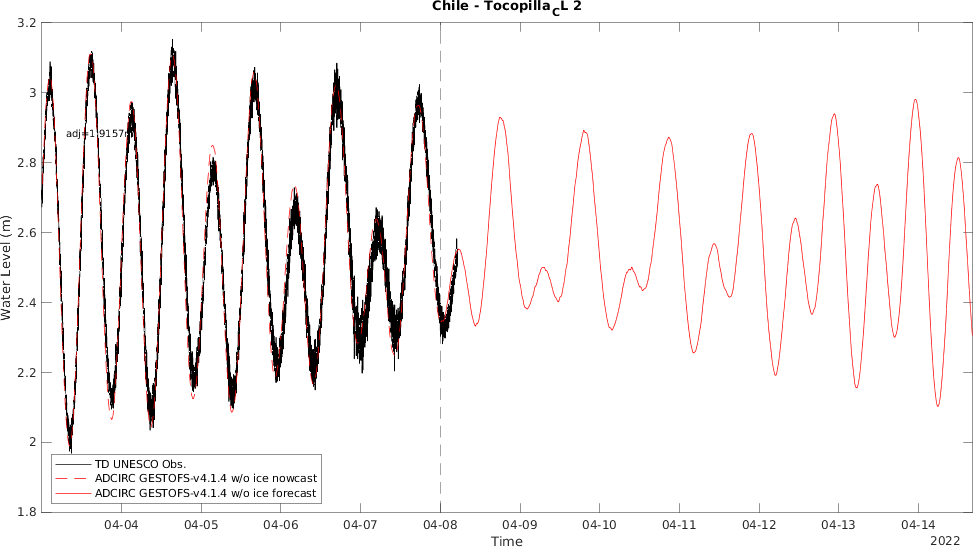 Chile - Tocopilla_CL 2
3.2
3
2.8
2.6
2.4
2.2
2
1.8
Water Level (m)
adj=1.9157
TD UNESCO Obs.
ADCIRC GESTOFS-v4.1.4 w/o ice nowcast
ADCIRC GESTOFS-v4.1.4 w/o ice forecast
04-04 04-05 04-06 04-07 04-08 04-09 04-10 04-11 04-12 04-13 04-14
Time
2022